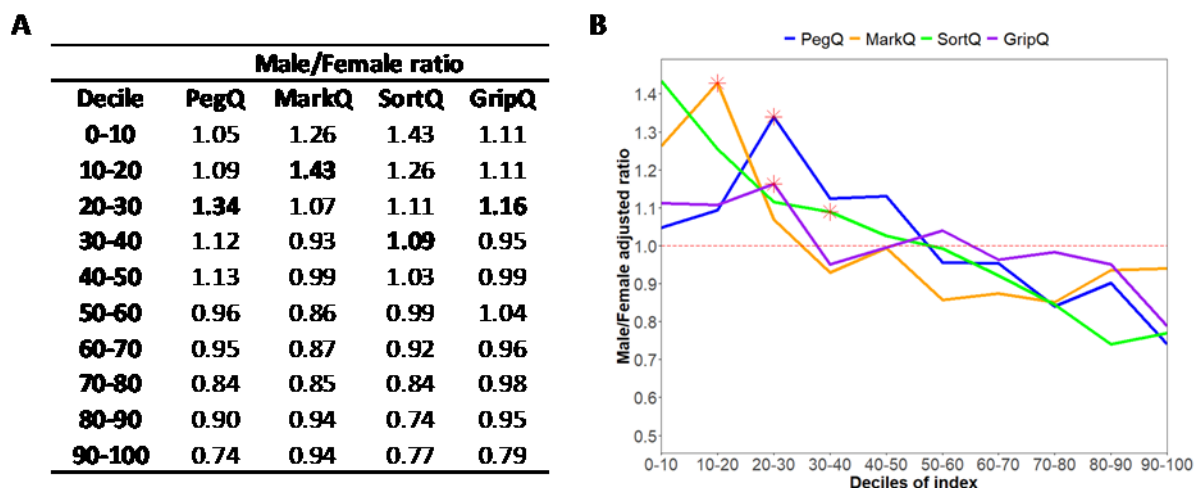 A
Male/Female ratio
Decile PegQ MarkQ SortQ GripQ
0-10 1.05 1.26 1.43 1.11
10-20 1.09 1.43 1.26 1.11
20-30 1.34 1.07 1.11 1.16
30-40 1.12 0.93 1.09 0.95
40-50 1.13 0.99 1.03 0.99
50-60 0.96 0.86 0.99 1.04
60-70 0.95 0.87 0.92 0.96
70-80 0.84 0.85 0.84 0.98
80-90 0.90 0.94 0.74 0.95
90-100 0.74 0.94 0.77 0.79
B
PegQ MarkQ SortQ GripQ
Male/Female adjusted ratio
1.4
1.3
1.2
1.1
1.0
0.9
0.8
0.7
0.6
0.5
0-10 10-20 20-30 30-40 40-50 50-60 60-70 70-80 80-90 90-100
Deciles of index